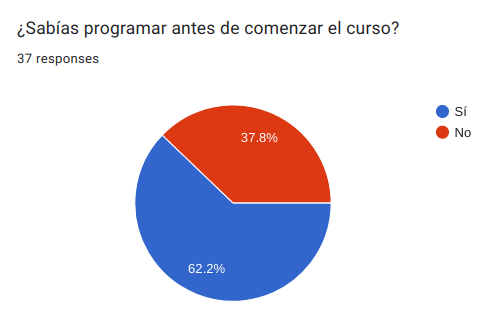 ¿Sabías programar antes de comenzar el curso?
37 responses
Sí
No
37.8%
62.2%